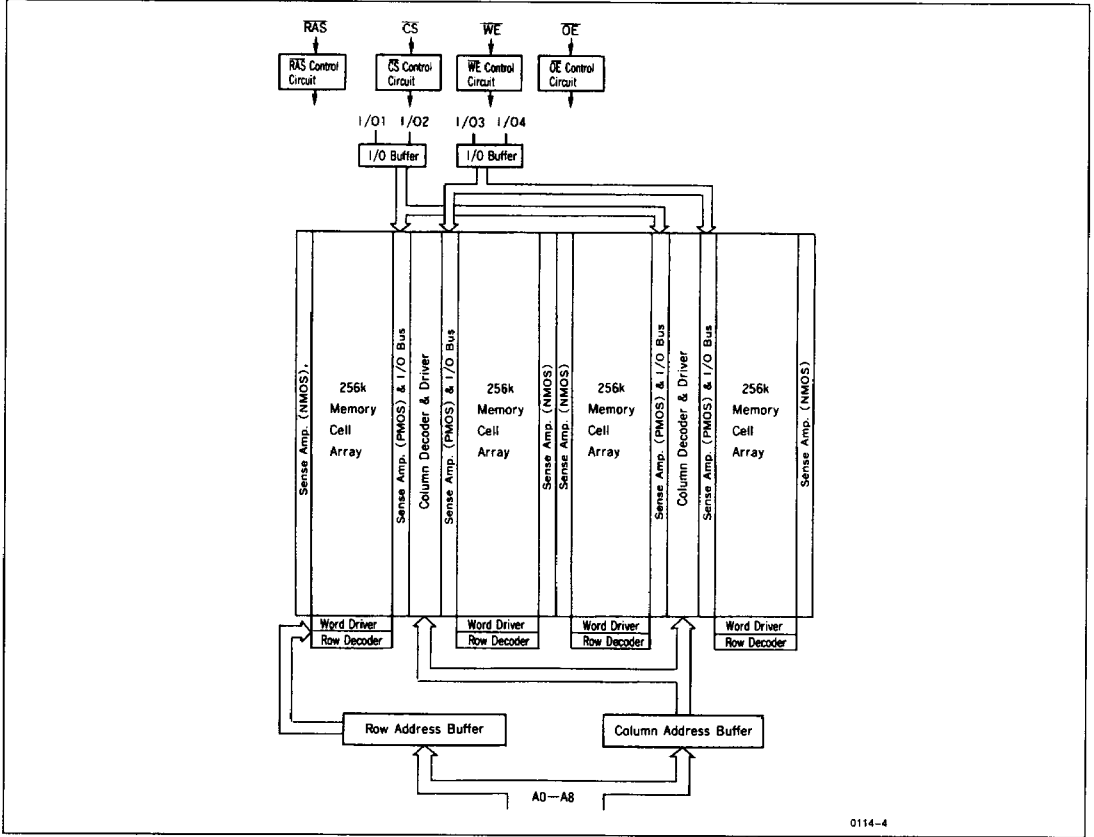 RAS CS WE OE
RAS Control Circuit
CS Control Circuit
WE Control Circuit
OE Control Circuit
I/O1 I/O2 I/O3 I/O4
I/O Buffer
I/O Buffer
Sense Amp. (NMOS).
256k Memory Cell Array
Sense Amp. (PMOS) & I/O Bus
Column Decoder & Driver
Sense Amp. (PMOS) & I/O Bus
256k Memory Cell Array
Sense Amp. (NMOS)
Sense Amp. (NMOS)
256k Memory Cell Array
Sense Amp. (PMOS) & I/O Bus
Column Decoder & Driver
Sense Amp. (PMOS) & I/O Bus
256k Memory Cell Array
Sense Amp. (NMOS)
Word Driver
Row Decoder
Word Driver
Row Decoder
Word Driver
Row Decoder
Word Driver
Row Decoder
Row Address Buffer
Column Address Buffer
A0—A8
0114-4